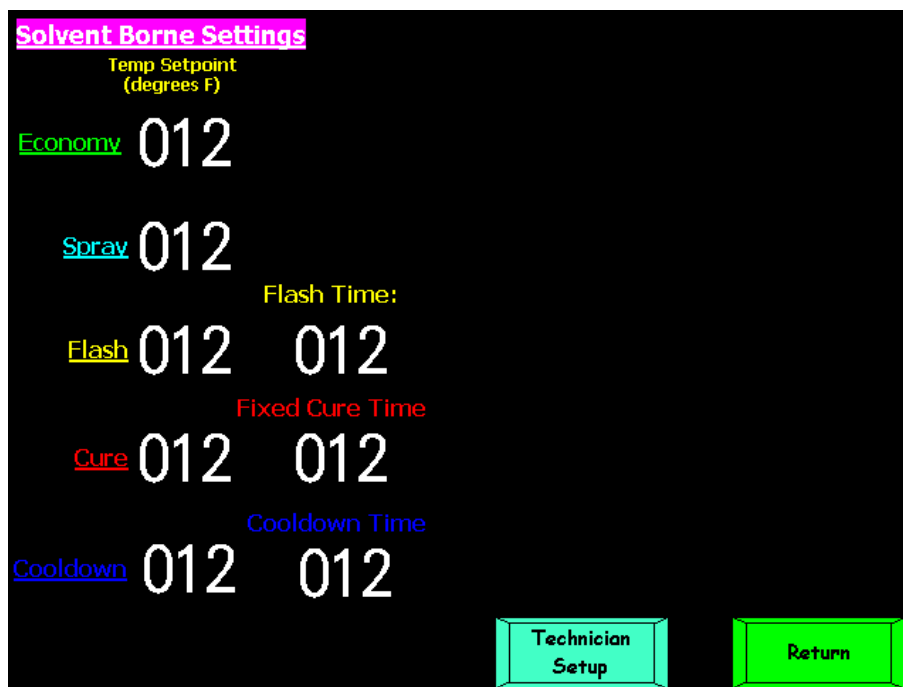 Solvent Borne Settings
Temp Setpoint
(degrees F)
Economy 012
Spray 012
Flash Time:
Flash 012 012
Fixed Cure Time
Cure 012 012
Cooldown Time
Cooldown 012 012
Technician
Setup
Return